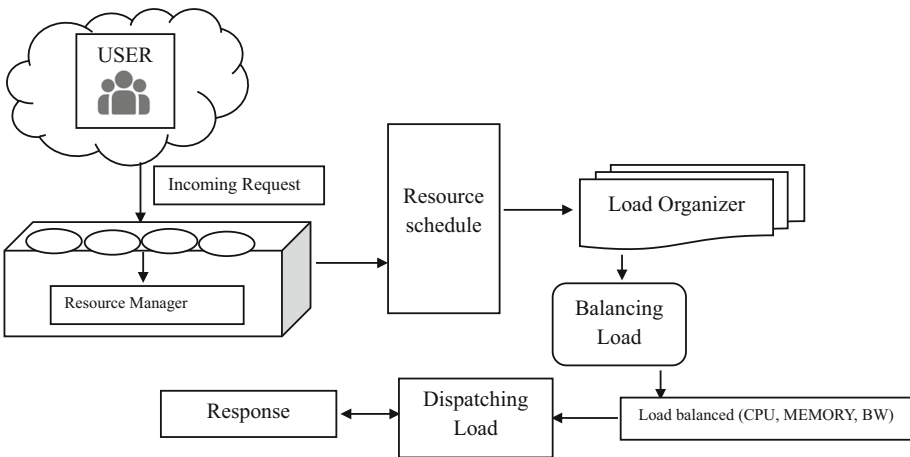 USER
Incoming Request
Resource Manager
Resource
schedule
Load Organizer
Balancing
Load
Load balanced (CPU, MEMORY, BW)
Dispatching
Load
Response